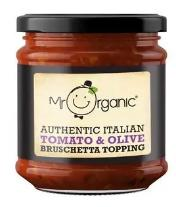 Mr Organic®
AUTHENTIC ITALIAN
TOMATO & OLIVE
BRUSCHETTA TOPPING